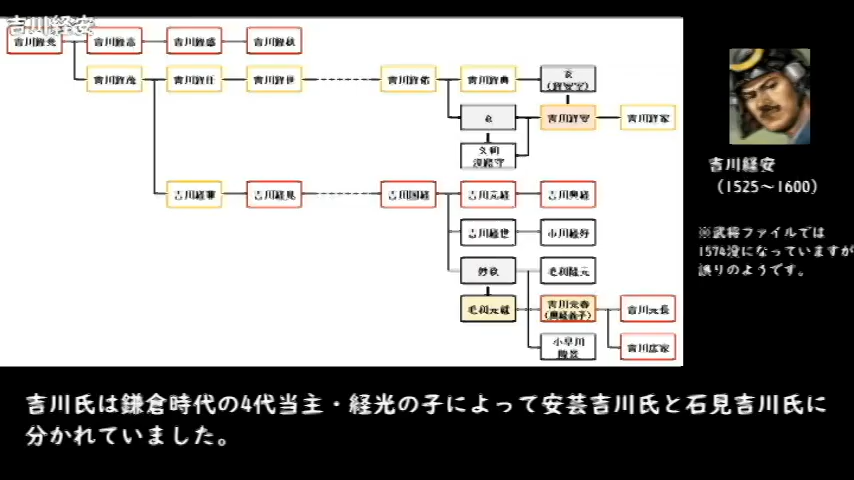 吉川経安
吉川経光
吉川経高
吉川経盛
吉川経秋
吉川経茂
吉川経任
吉川経世
吉川経典
女
吉川経安
吉川経家
吉川経見
吉川国経
吉川元経
吉川興経
吉川経世
小川経好
妙玖
毛利隆元
毛利元就
吉川元春
(興経養子)
吉川元長
小早川
隆景
吉川広家
吉川経安
(1525～1600)
※武将ファイルでは
1574没になっていますが
誤りのようです。
吉川氏は鎌倉時代の4代当主・経光の子によって安芸吉川氏と石見吉川氏に
分かれていました。